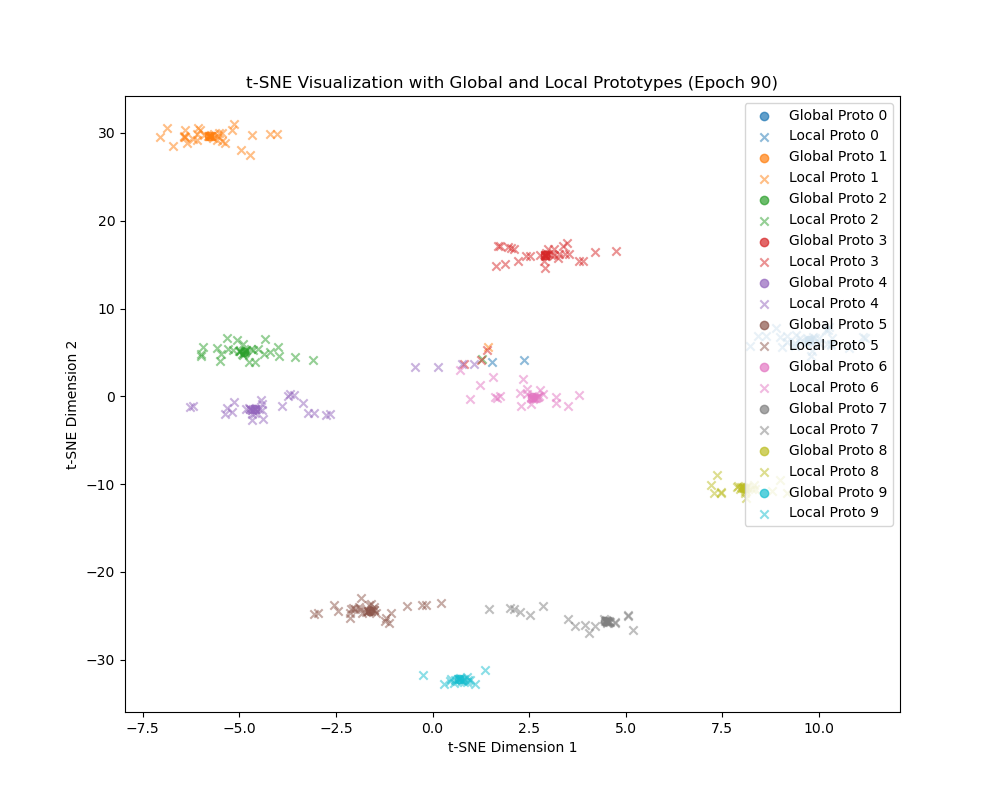 t-SNE Visualization with Global and Local Prototypes (Epoch 90)
Global Proto 0
Local Proto 0
Global Proto 1
Local Proto 1
Global Proto 2
Local Proto 2
Global Proto 3
Local Proto 3
Global Proto 4
Local Proto 4
Global Proto 5
Local Proto 5
Global Proto 6
Local Proto 6
Global Proto 7
Local Proto 7
Global Proto 8
Local Proto 8
Global Proto 9
Local Proto 9
t-SNE Dimension 2
30
20
10
0
−10
−20
−30
−7.5 −5.0 −2.5 0.0 2.5 5.0 7.5 10.0
t-SNE Dimension 1